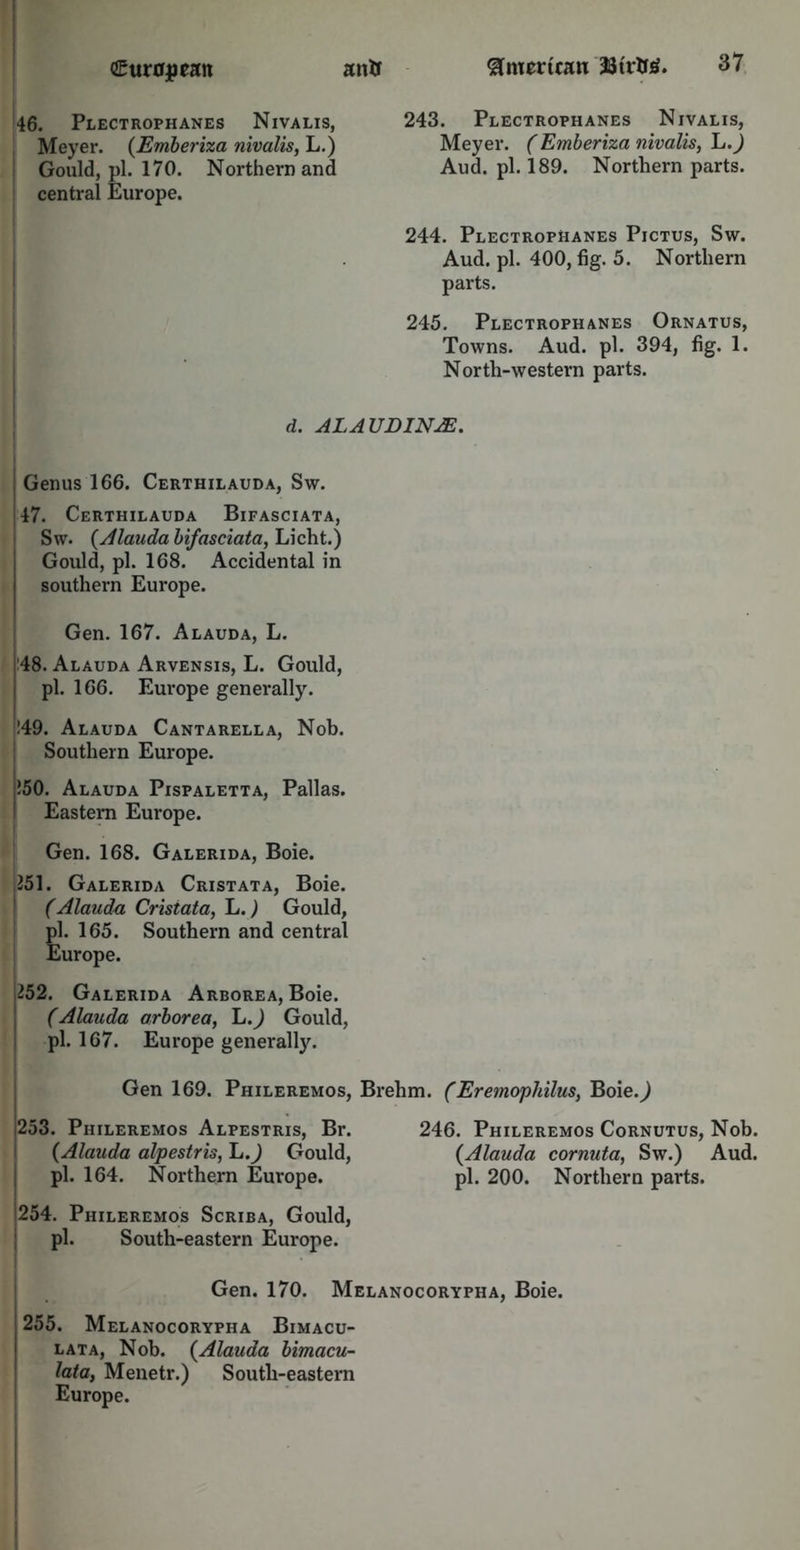 European and American Birds. 37
46. Plectrophanes Nivalis,
Meyer. (Emberiza nivalis, L.)
Gould, pl. 170. Northern and
central Europe.
243. Plectrophanes Nivalis,
Meyer. (Emberiza nivalis, L.)
Aud. pl. 189. Northern parts.
244. Plectrophanes Pictus, Sw.
Aud. pl. 400, fig. 5. Northern
parts.
245. Plectrophanes Ornatus,
Towns. Aud. pl. 394, fig. 1.
North-western parts.
d. ALAUDINÆ.
Genus 166. Certhilauda, Sw.
47. Certhilauda Bifasciata,
Sw. (Alauda bifasciata, Licht.)
Gould, pl. 168. Accidental in
southern Europe.
Gen. 167. Alauda, L.
48. Alauda Arvensis, L. Gould,
pl. 166. Europe generally.
249. Alauda Cantarella, Nob.
Southern Europe.
250. Alauda Pispaletta, Pallas.
Eastern Europe.
Gen. 168. Galerida, Boie.
251. Galerida Cristata, Boie.
(Alauda Cristata, L.) Gould,
pl. 165. Southern and central
Europe.
252. Galerida Arborea, Boie.
(Alauda arborea, L.) Gould,
pl. 167. Europe generally.
Gen 169. Phileremos, Brehm. (Eremophilus, Boie.)
253. Phileremos Alpestris, Br.
(Alauda alpestris, L.) Gould,
pl. 164. Northern Europe.
254. Phileremos Scriba, Gould,
pl. South-eastern Europe.
246. Phileremos Cornutus, Nob.
(Alauda cornuta, Sw.) Aud.
pl. 200. Northern parts.
Gen. 170. Melanocorypha, Boie.
255. Melanocorypha Bimacu-
lata, Nob. (Alauda bimacu-
lata, Menetr.) South-eastern
Europe.